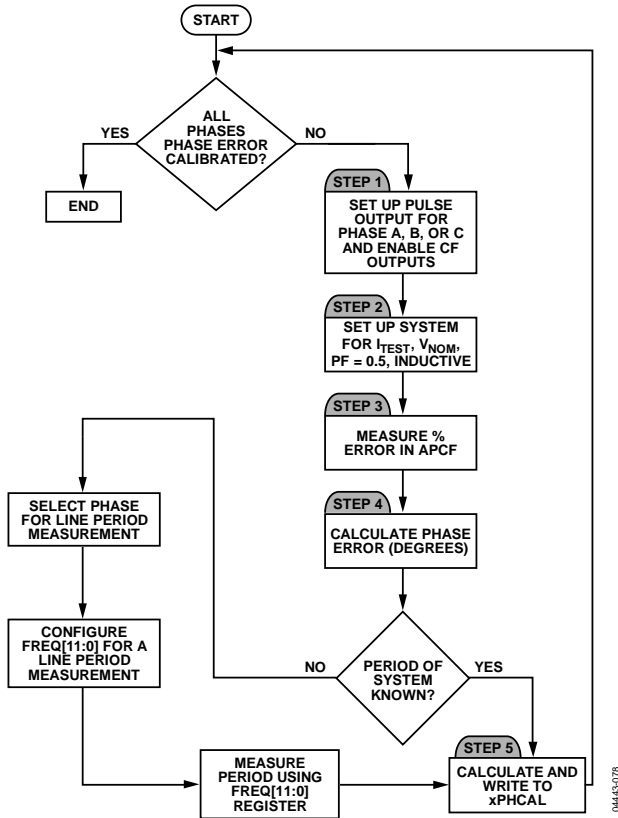 START
ALL
PHASES
PHASE ERROR
CALIBRATED?
YES
NO
END
STEP 1
SET UP PULSE
OUTPUT FOR
PHASE A, B, OR C
AND ENABLE CF
OUTPUTS
STEP 2
SET UP SYSTEM
FOR ITEST, VNOM,
PF = 0.5, INDUCTIVE
STEP 3
MEASURE %
ERROR IN APCF
STEP 4
CALCULATE PHASE
ERROR (DEGREES)
PERIOD OF
SYSTEM
KNOWN?
NO
YES
SELECT PHASE
FOR LINE PERIOD
MEASUREMENT
CONFIGURE
FREQ[11:0] FOR A
LINE PERIOD
MEASUREMENT
MEASURE
PERIOD USING
FREQ[11:0]
REGISTER
STEP 5
CALCULATE AND
WRITE TO
xPHCAL
04443-078